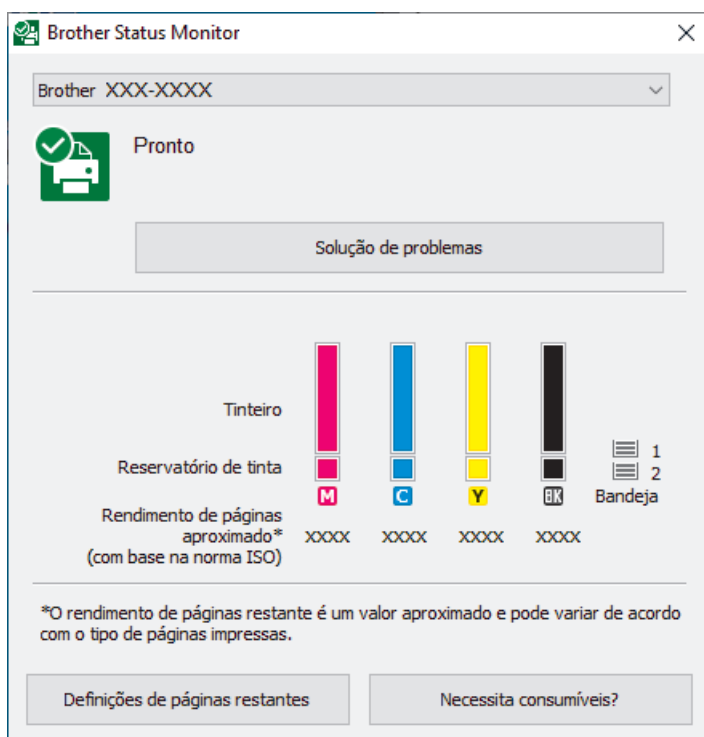 Brother Status Monitor
Brother XXX-XXXX
Pronto
Solução de problemas
Tinteiro
Reservatório de tinta
1
2
M C Y BK Bandeja
Rendimento de páginas
aproximado* XXXX XXXX XXXX XXXX
(com base na norma ISO)
*O rendimento de páginas restante é um valor aproximado e pode variar de acordo
com o tipo de páginas impressas.
Definições de páginas restantes
Necessita consumíveis?